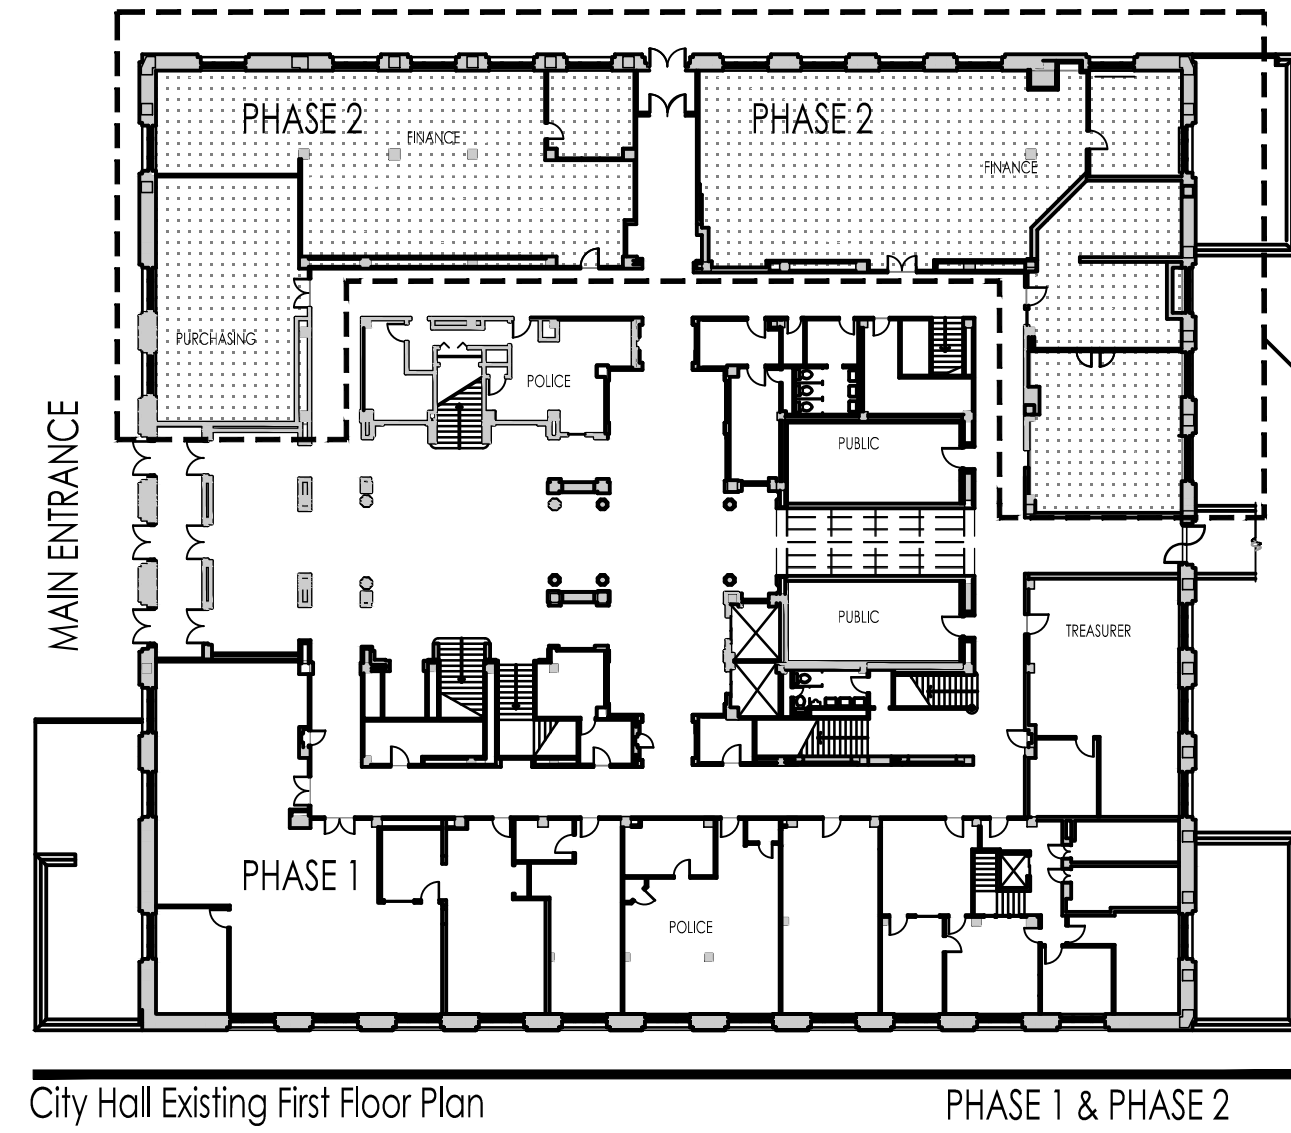 PHASE 2
PHASE 2
FINANCE
FINANCE
PURCHASING
POLICE
MAIN ENTRANCE
PUBLIC
PUBLIC
TREASURER
PHASE 1
POLICE
City Hall Existing First Floor Plan
PHASE 1 & PHASE 2